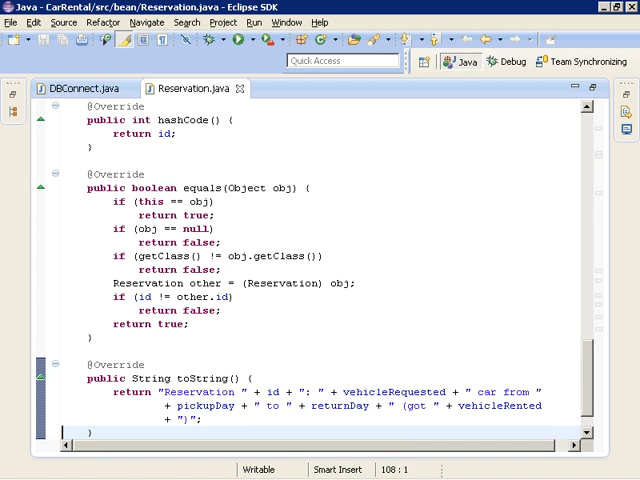 Java - CarRental/src/bean/Reservation.java - Eclipse SDK
File Edit Source Refactor Navigate Search Project Run Window Help
Quick Access
Java Debug Team Synchronizing
DBConnect.java Reservation.java
@Override
public int hashCode() {
return id;
}
@Override
public boolean equals(Object obj) {
if (this == obj)
return true;
if (obj == null)
return false;
if (getClass() != obj.getClass())
return false;
Reservation other = (Reservation) obj;
if (id != other.id)
return false;
return true;
}
@Override
public String toString() {
return "Reservation " + id + ": " + vehicleRequested + " car from "
+ pickupDay + " to " + returnDay + " (got " + vehicleRented
+ ")";
}
Writable Smart Insert 108 : 1